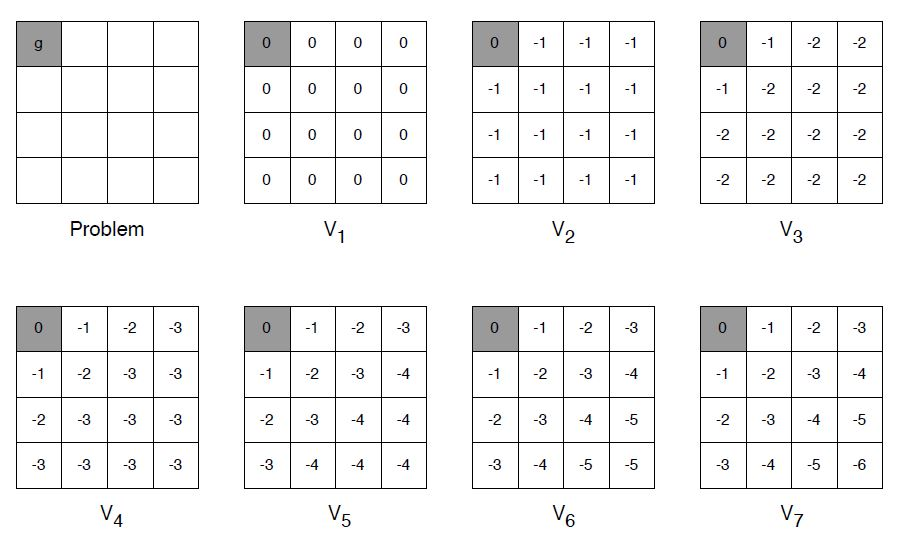 g
0 0 0 0
0 -1 -1 -1
0 -1 -2 -2
0 0 0 0
-1 -1 -1 -1
-1 -2 -2 -2
0 0 0 0
-1 -1 -1 -1
-2 -2 -2 -2
0 0 0 0
-1 -1 -1 -1
-2 -2 -2 -2
Problem
V1
V2
V3
0 -1 -2 -3
0 -1 -2 -3
0 -1 -2 -3
0 -1 -2 -3
-1 -2 -3 -3
-1 -2 -3 -4
-1 -2 -3 -4
-1 -2 -3 -4
-2 -3 -3 -3
-2 -3 -4 -4
-2 -3 -4 -5
-2 -3 -4 -5
-3 -3 -3 -3
-3 -4 -4 -4
-3 -4 -5 -5
-3 -4 -5 -6
V4
V5
V6
V7